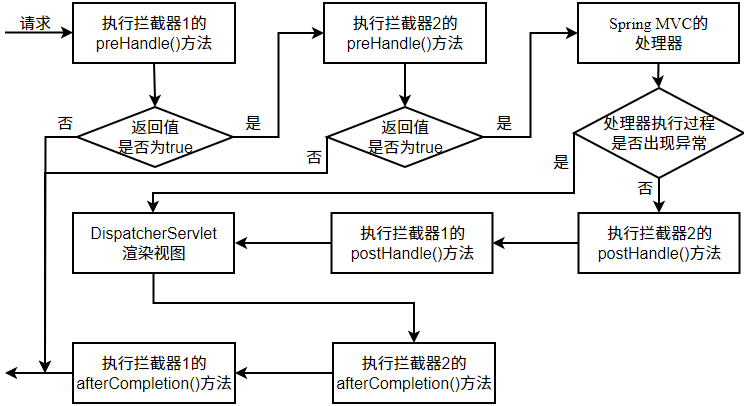 请求
执行拦截器1的
preHandle()方法
执行拦截器2的
preHandle()方法
Spring MVC的
处理器
否
返回值
是否为true
是
否
返回值
是否为true
是
处理器执行过程
是否出现异常
是
否
DispatcherServlet
渲染视图
执行拦截器1的
postHandle()方法
执行拦截器2的
postHandle()方法
执行拦截器1的
afterCompletion()方法
执行拦截器2的
afterCompletion()方法